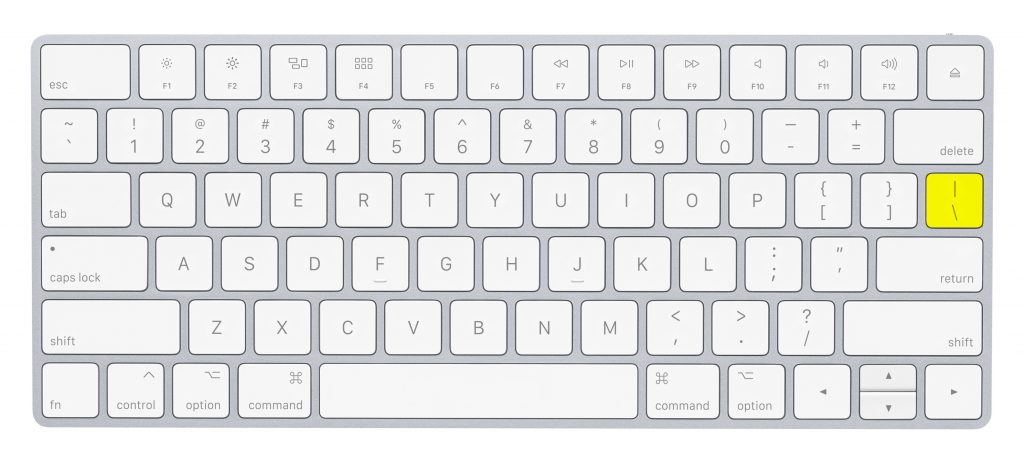 esc F1 F2 F3 F4 F5 F6 F7 F8 F9 F10 F11 F12
~ ! @ # $ % ^ & * ( ) — +
` 1 2 3 4 5 6 7 8 9 0 - = delete
{ } |
tab Q W E R T Y U I O P [ ] \
: "
caps lock A S D F G H J K L ; ' return
< > ?
shift Z X C V B N M , . / shift
fn control option command command option